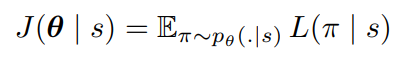 J(θ | s) = 𝔼_{π∼p_θ(.|s)} L(π | s)